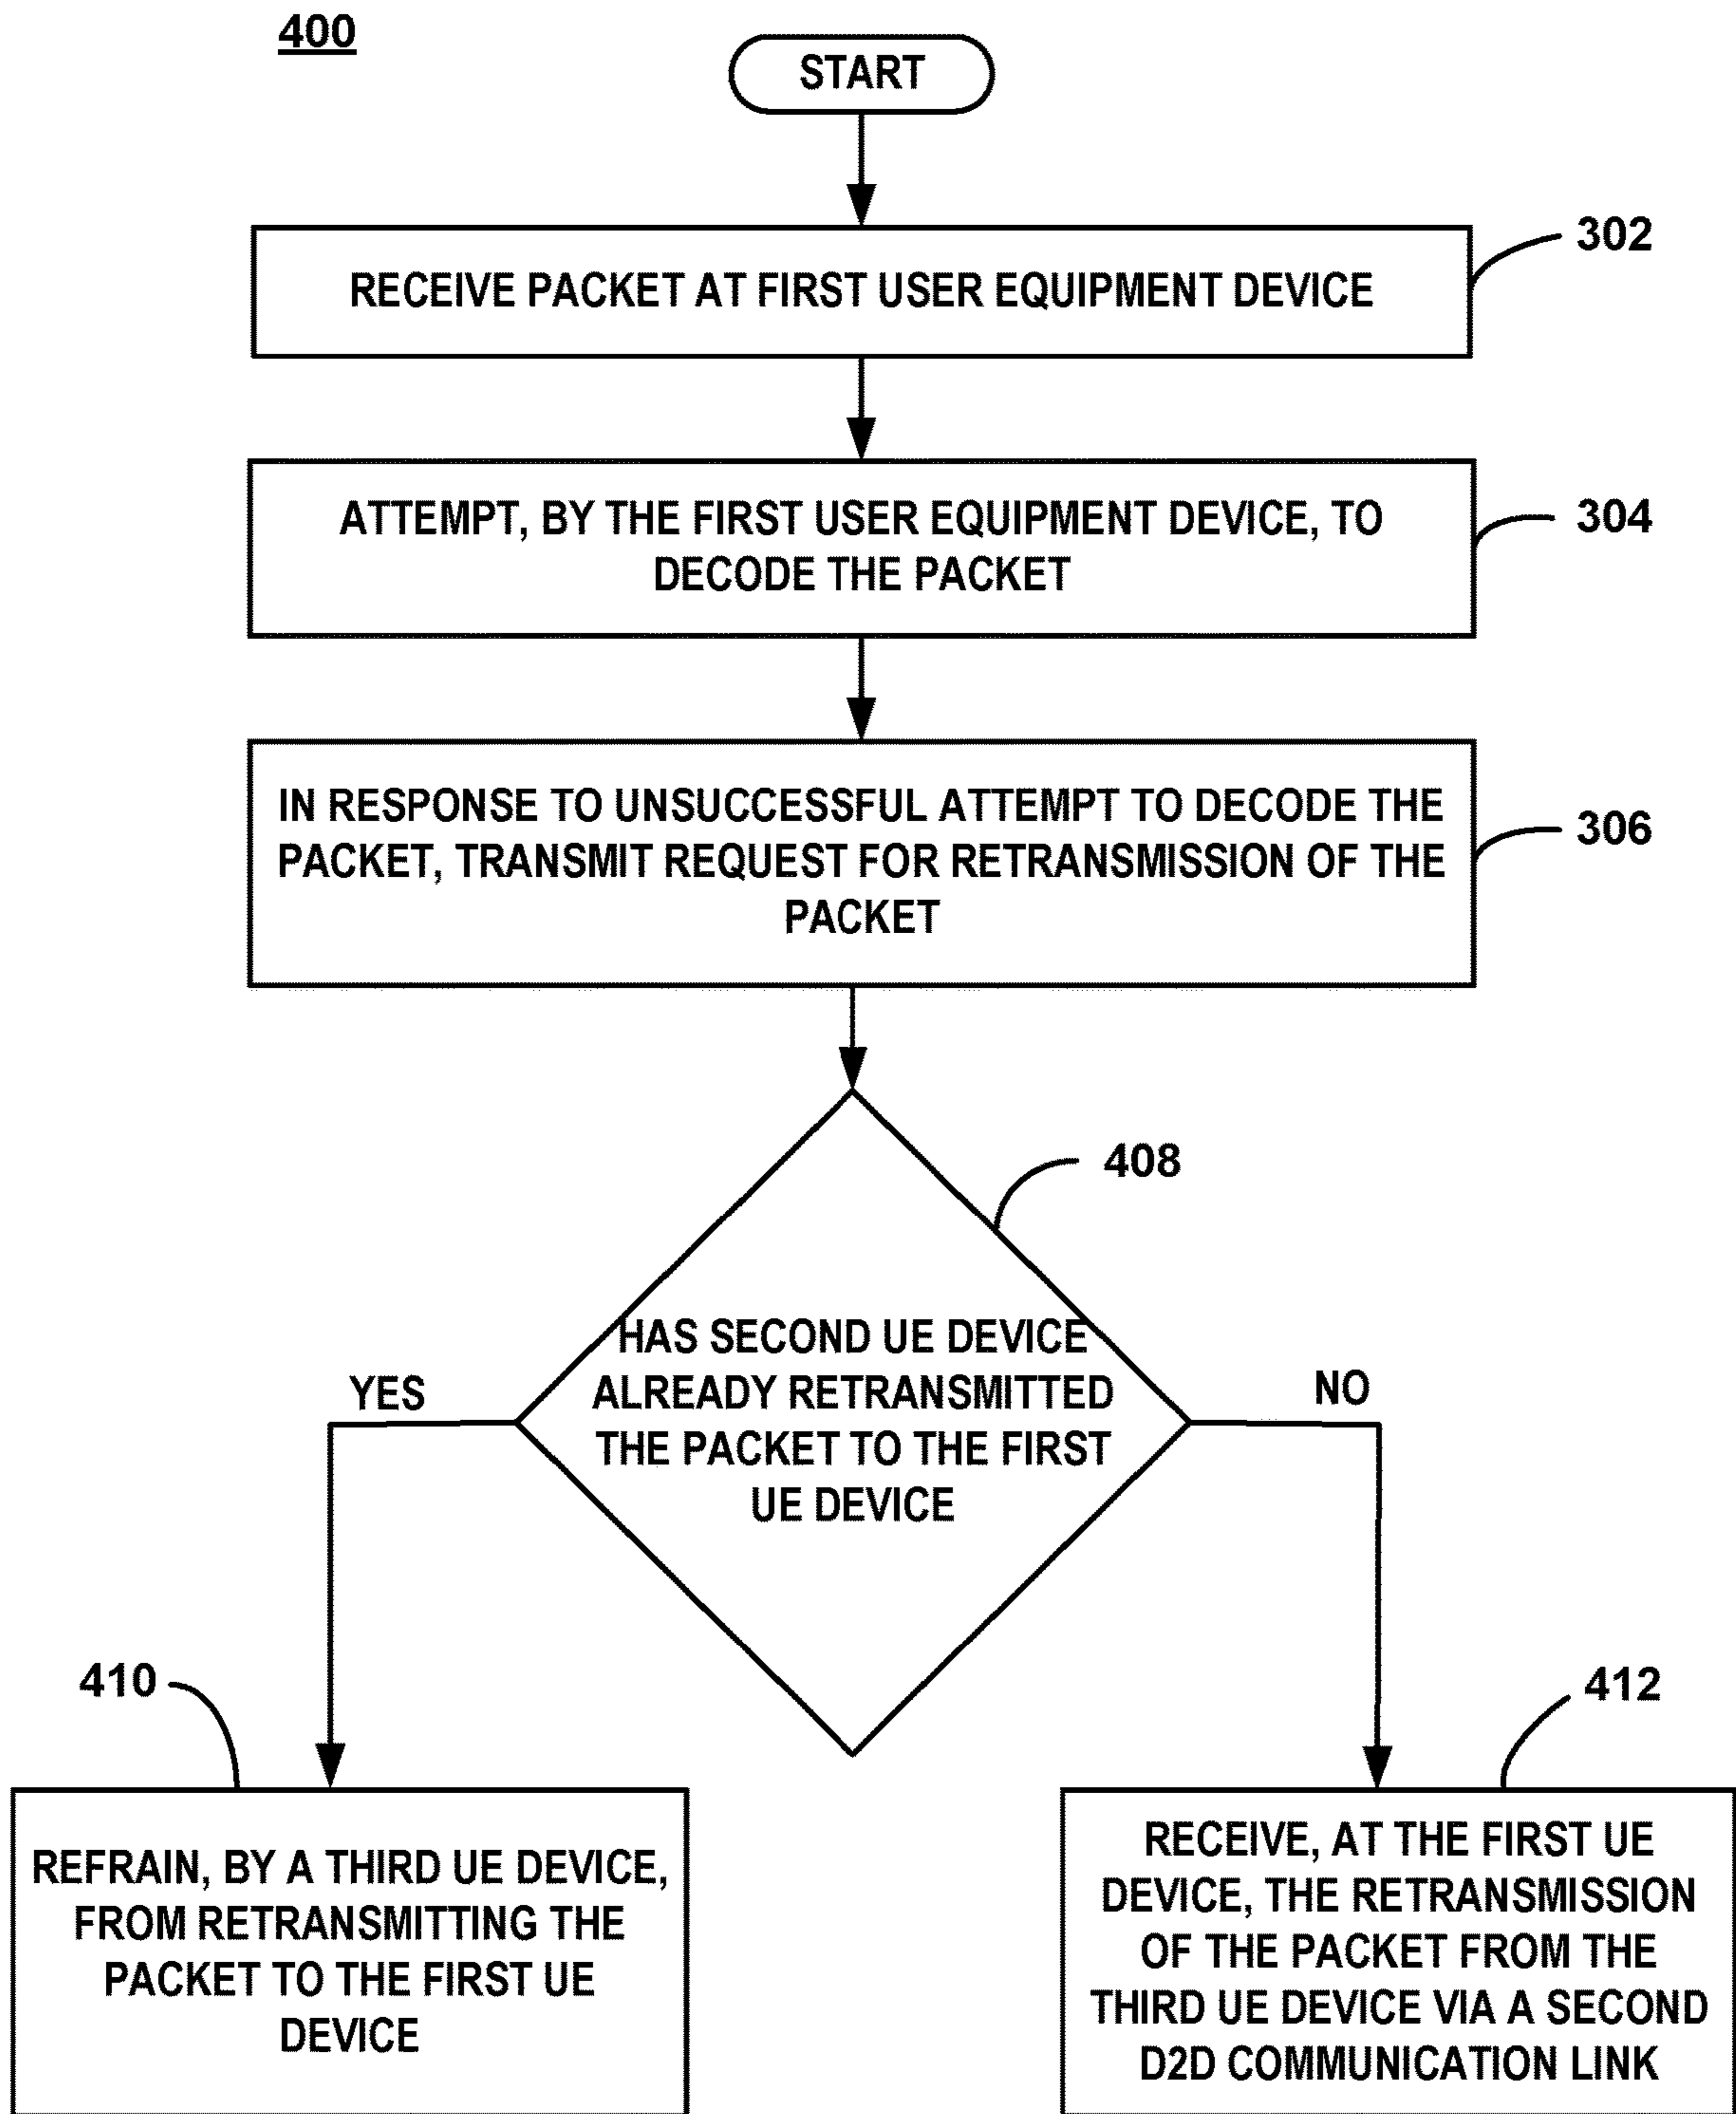 400
START
302
RECEIVE PACKET AT FIRST USER EQUIPMENT DEVICE
304
ATTEMPT, BY THE FIRST USER EQUIPMENT DEVICE, TO
DECODE THE PACKET
306
IN RESPONSE TO UNSUCCESSFUL ATTEMPT TO DECODE THE
PACKET, TRANSMIT REQUEST FOR RETRANSMISSION OF THE
PACKET
408
HAS SECOND UE DEVICE
ALREADY RETRANSMITTED
THE PACKET TO THE FIRST
UE DEVICE
YES
NO
410
REFRAIN, BY A THIRD UE DEVICE,
FROM RETRANSMITTING THE
PACKET TO THE FIRST UE
DEVICE
412
RECEIVE, AT THE FIRST UE
DEVICE, THE RETRANSMISSION
OF THE PACKET FROM THE
THIRD UE DEVICE VIA A SECOND
D2D COMMUNICATION LINK